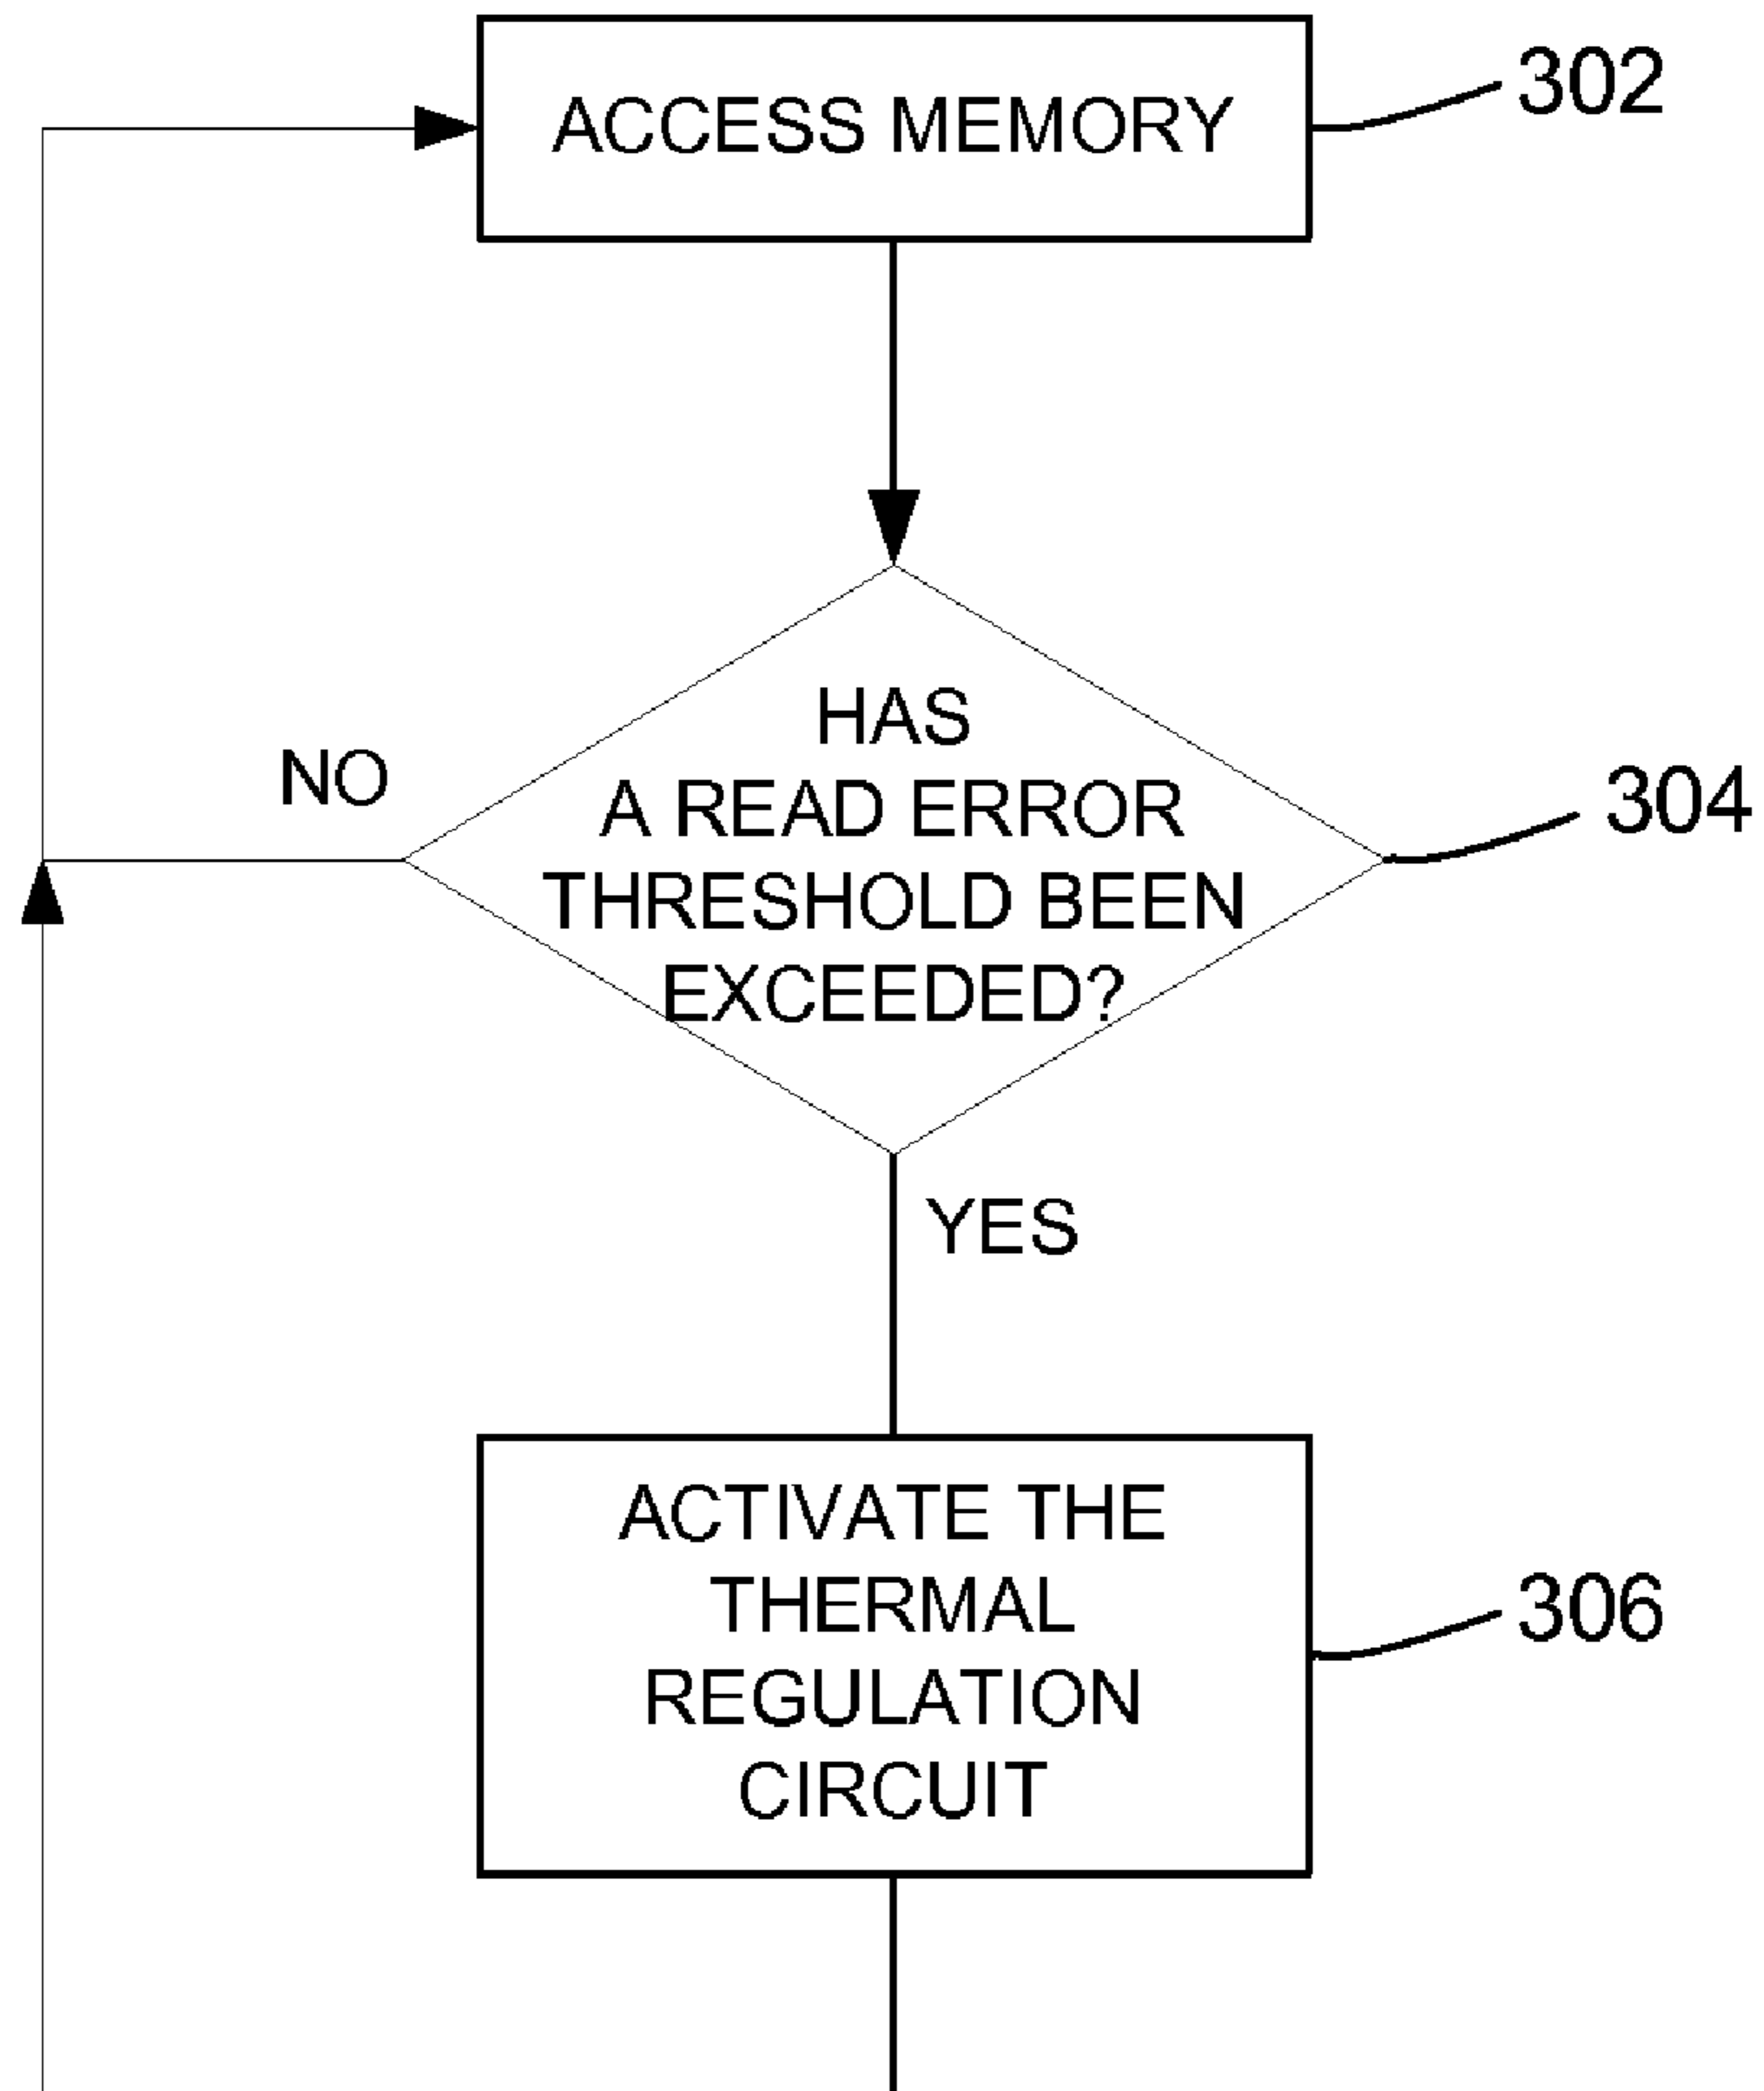 ACCESS MEMORY
302
HAS
A READ ERROR
THRESHOLD BEEN
EXCEEDED?
304
NO
YES
ACTIVATE THE
THERMAL
REGULATION
CIRCUIT
306